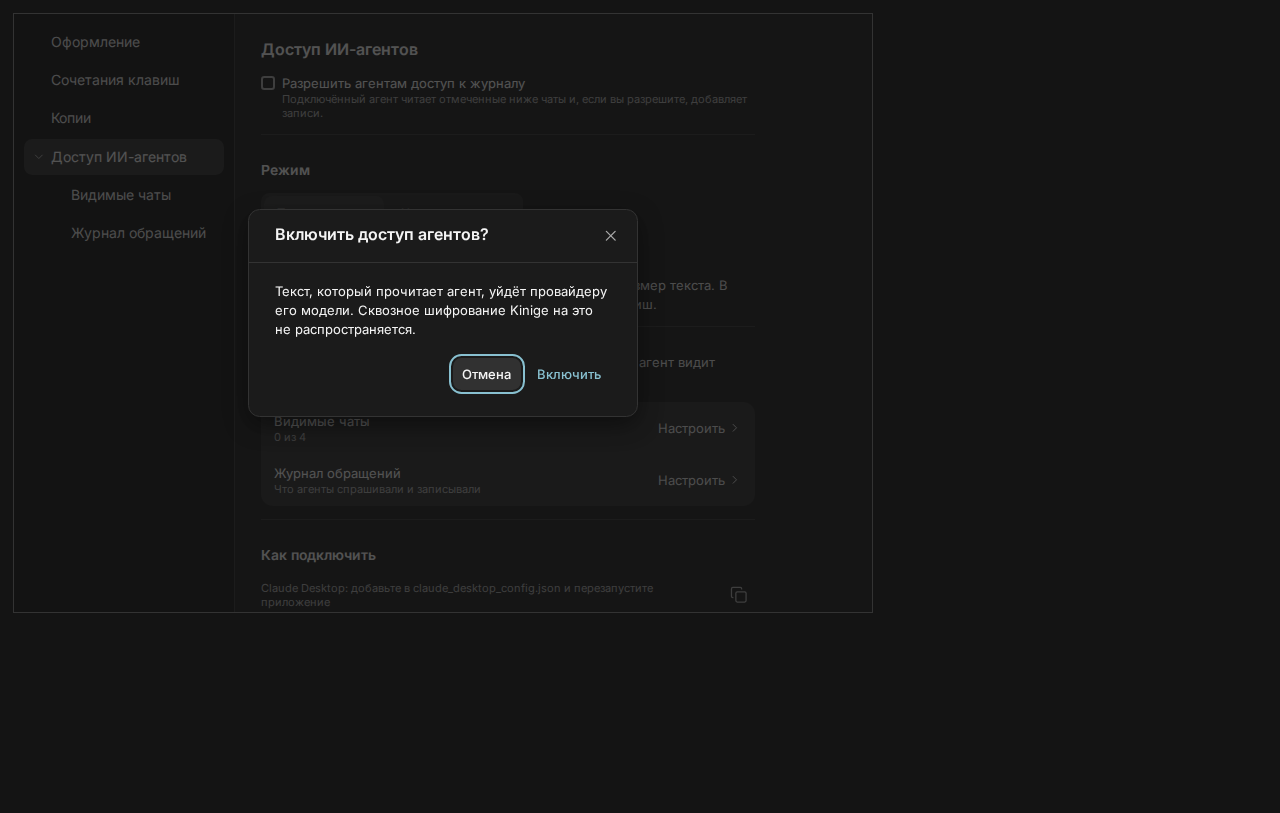 Оформление
Сочетания клавиш
Копии
Доступ ИИ-агентов
Видимые чаты
Журнал обращений
Доступ ИИ-агентов
Разрешить агентам доступ к журналу
Подключённый агент читает отмеченные ниже чаты и, если вы разрешите, добавляет
записи.
Режим
Включить доступ агентов?
Текст, который прочитает агент, уйдёт провайдеру
его модели. Сквозное шифрование Kinige на это
не распространяется.
Отмена
Включить
текста. В
агент видит
Видимые чаты
0 из 4
Настроить
Журнал обращений
Что агенты спрашивали и записывали
Настроить
Как подключить
Claude Desktop: добавьте в claude_desktop_config.json и перезапустите
приложение